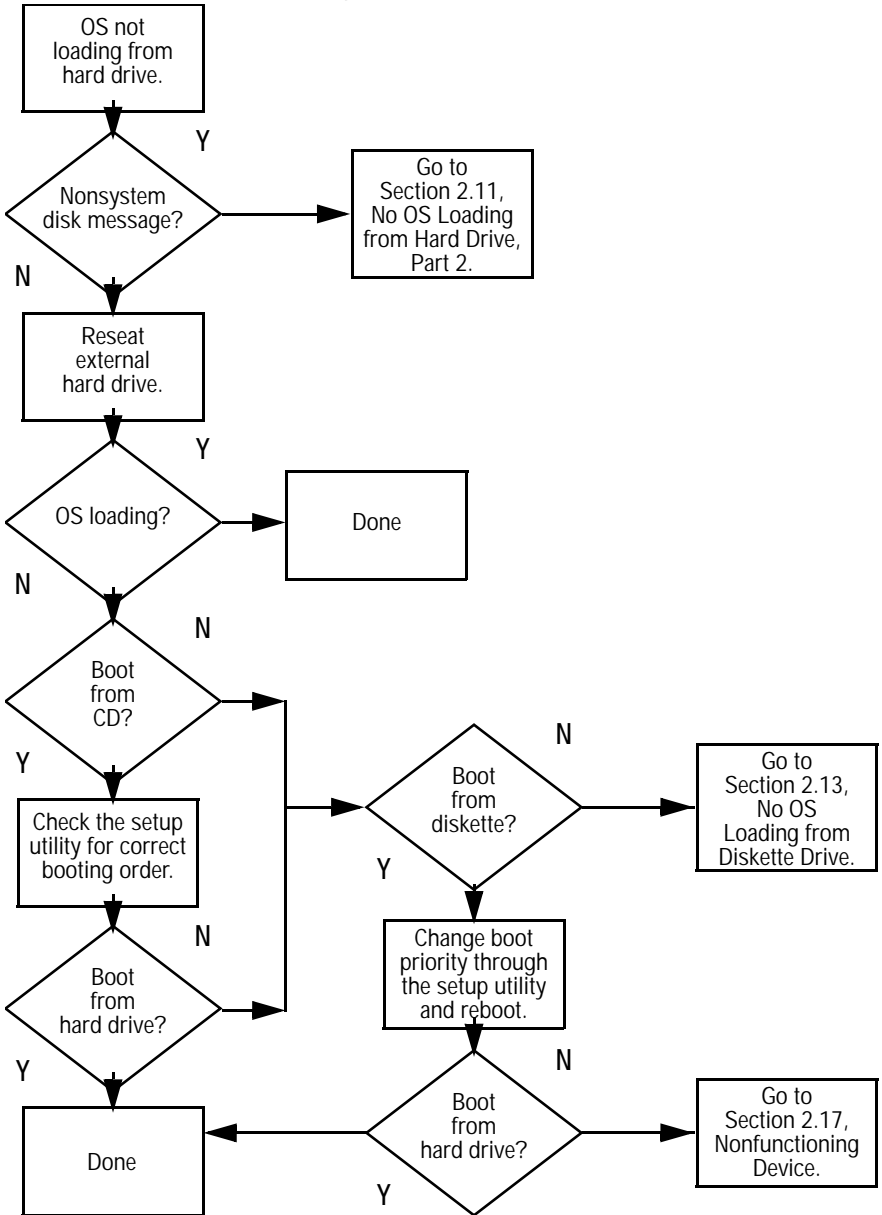 OS not
loading from
hard drive.
Y
Nonsystem
disk message?
Go to
Section 2.11,
No OS Loading
from Hard Drive,
Part 2.
N
Reseat
external
hard drive.
Y
OS loading?
Done
N
N
Boot
from
CD?
Y
N
Boot
from
diskette?
Go to
Section 2.13,
No OS
Loading from
Diskette Drive.
Y
Check the setup
utility for correct
booting order.
N
Boot
from
hard drive?
Y
Change boot
priority through
the setup utility
and reboot.
N
Boot
from
hard drive?
Y
Go to
Section 2.17,
Nonfunctioning
Device.
Done